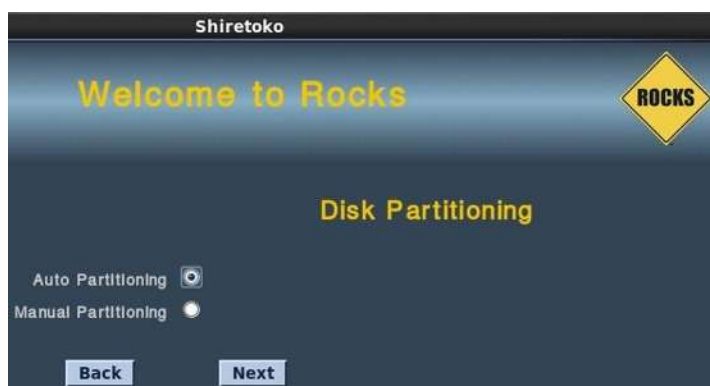 Shiretoko
Welcome to Rocks
ROCKS
Disk Partitioning
Auto Partitioning
Manual Partitioning
Back
Next